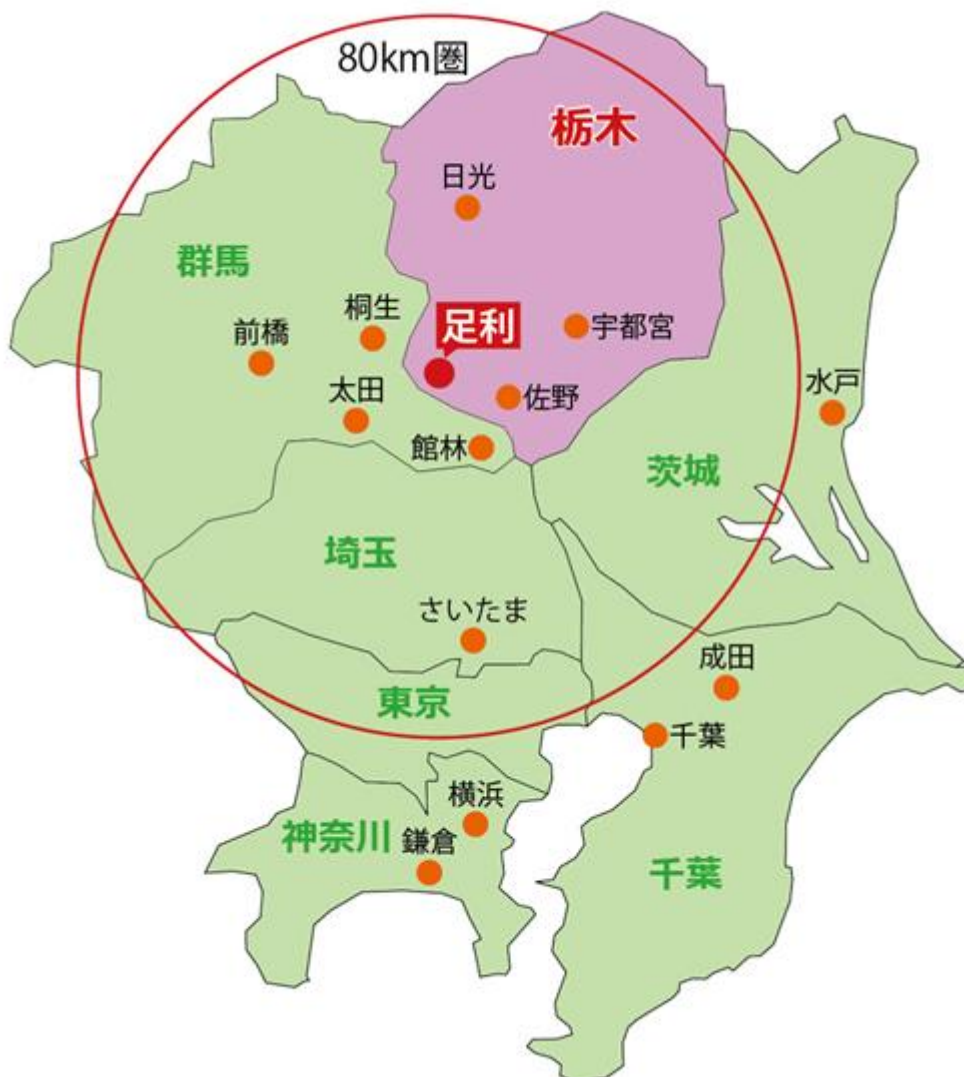 80km圏
栃木
日光
群馬
桐生
足利
宇都宮
前橋
太田
佐野
水戸
館林
茨城
埼玉
さいたま
成田
東京
千葉
横浜
神奈川
鎌倉
千葉